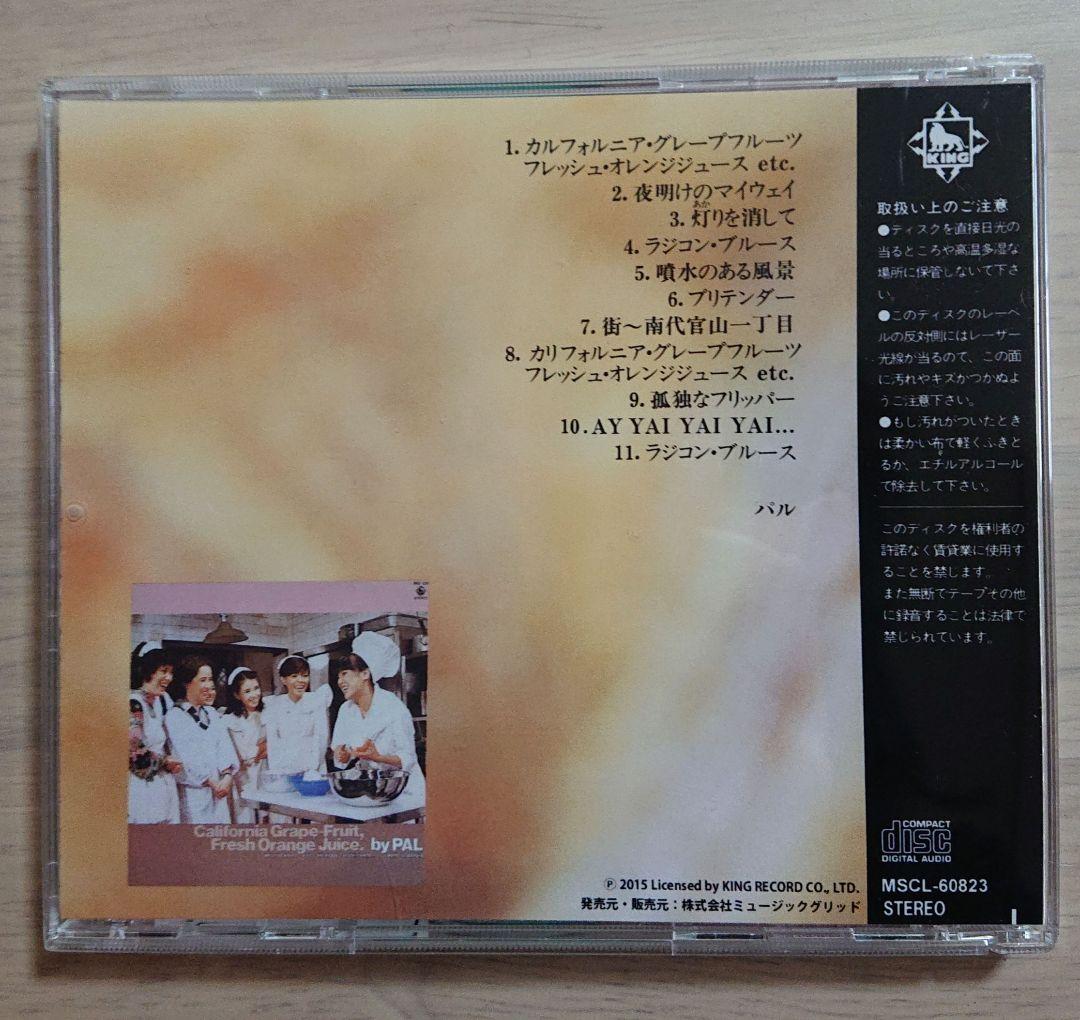 1. カルフォルニア・グレープフルーツ
フレッシュ・オレンジジュース etc.
2. 夜明けのマイウェイ
あか
3. 灯りを消して
4. ラジコン・ブルース
5. 噴水のある風景
6. プリテンダー
7. 街〜南代官山一丁目
8. カリフォルニア・グレープフルーツ
フレッシュ・オレンジジュース etc.
9. 孤独なフリッパー
10. AY YAI YAI YAI...
11. ラジコン・ブルース
パル
California Grape-Fruit,
Fresh Orange Juice. by PAL
Ⓟ 2015 Licensed by KING RECORD CO., LTD.
発売元・販売元：株式会社ミュージックグリッド
KING
取扱い上のご注意
●ディスクを直接日光の
当るところや高温多湿な
場所に保管しないで下さ
い。
●このディスクのレーベ
ルの反対側にはレーザー
光線が当るので、この面
に汚れやキズがつかぬよ
うご注意下さい。
●もし汚れがついたとき
は柔かい布で軽くふきと
るか、エチルアルコール
で除去して下さい。
このディスクを権利者の
許諾なく賃貸業に使用す
ることを禁じます。
また無断でテープその他
に録音することは法律で
禁じられています。
COMPACT
disc
DIGITAL AUDIO
MSCL-60823
STEREO